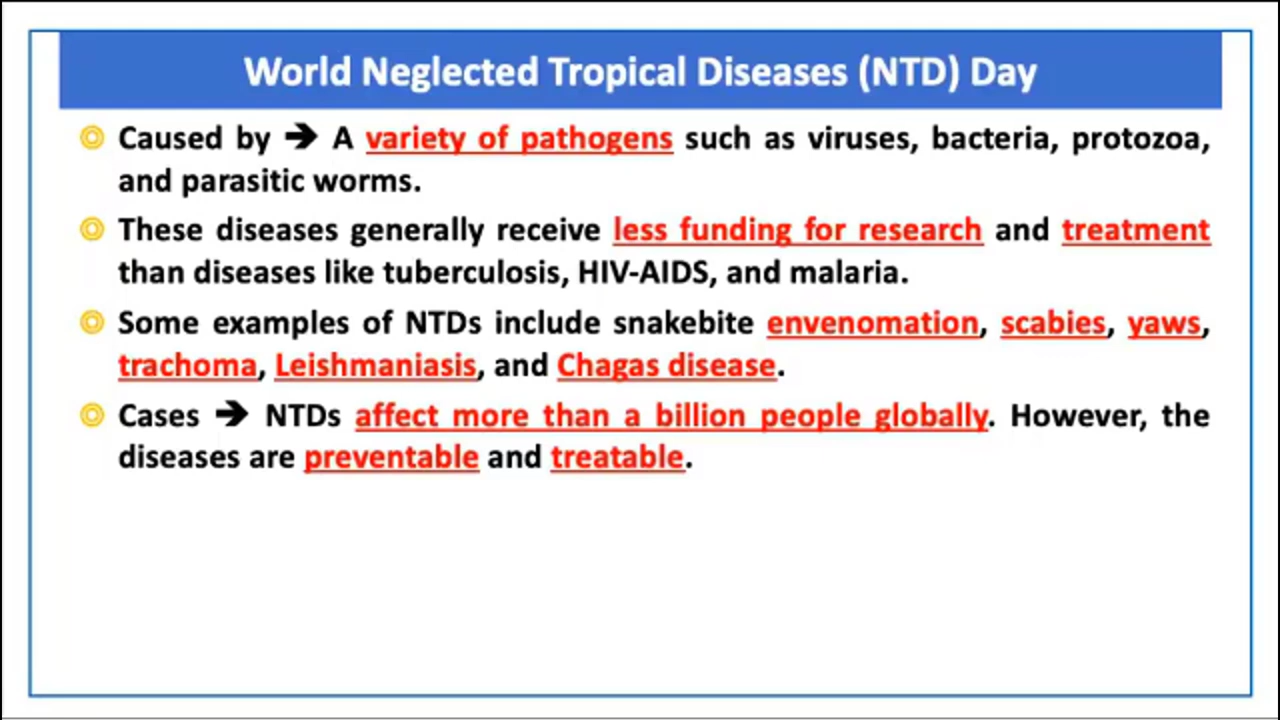 World Neglected Tropical Diseases (NTD) Day
Caused by ➔ A variety of pathogens such as viruses, bacteria, protozoa,
and parasitic worms.
These diseases generally receive less funding for research and treatment
than diseases like tuberculosis, HIV-AIDS, and malaria.
Some examples of NTDs include snakebite envenomation, scabies, yaws,
trachoma, Leishmaniasis, and Chagas disease.
Cases ➔ NTDs affect more than a billion people globally. However, the
diseases are preventable and treatable.